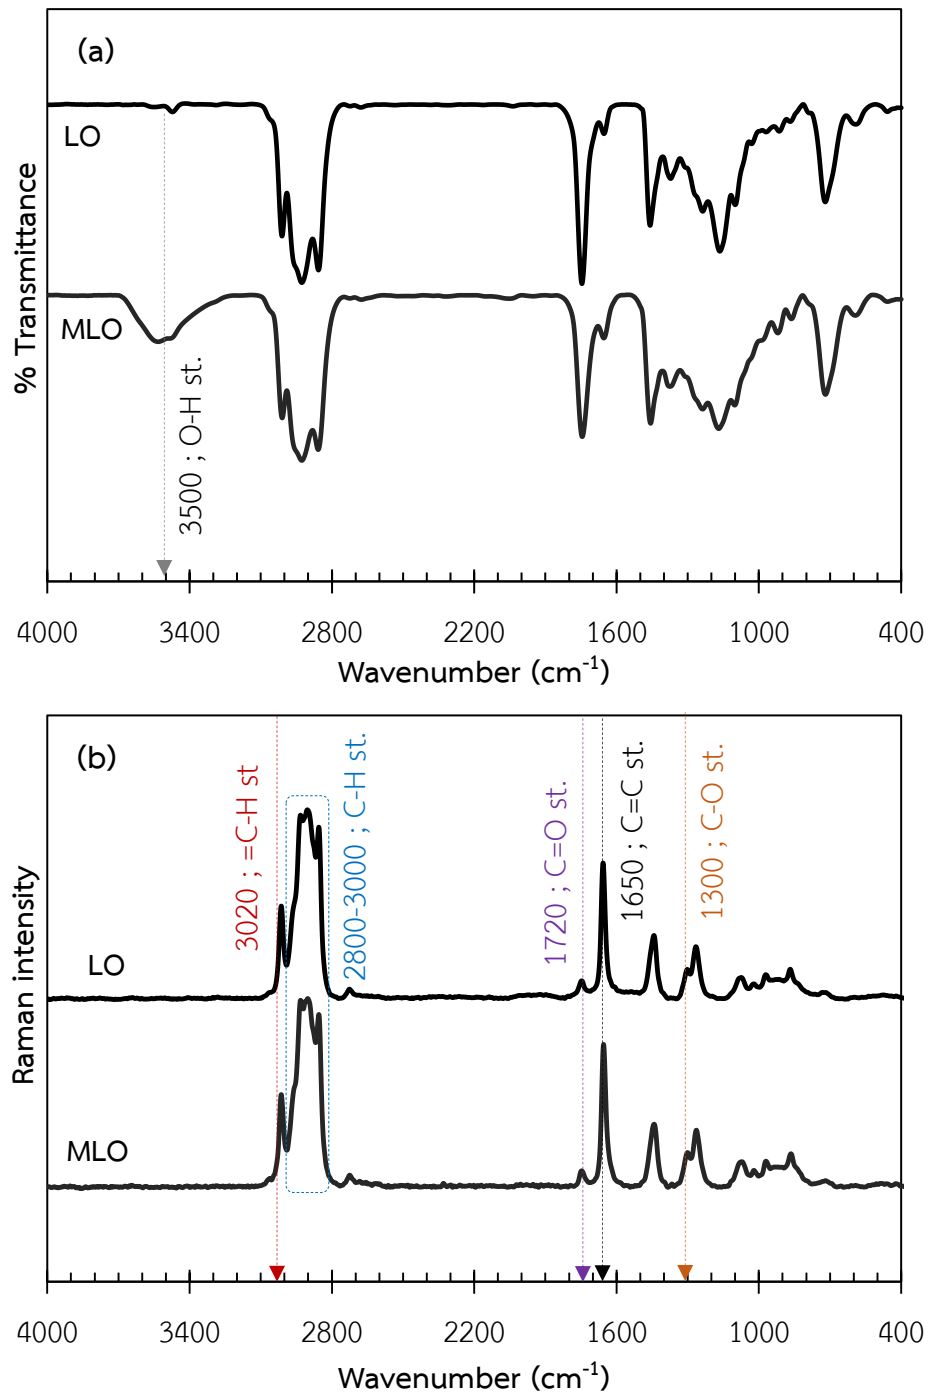 (a)
LO
MLO
% Transmittance
3500 ; O-H st.
4000 3400 2800 2200 1600 1000 400
Wavenumber (cm⁻¹)
(b)
3020 ; =C-H st
2800-3000 ; C-H st.
1720 ; C=O st.
1650 ; C=C st.
1300 ; C-O st.
LO
MLO
Raman intensity
4000 3400 2800 2200 1600 1000 400
Wavenumber (cm⁻¹)